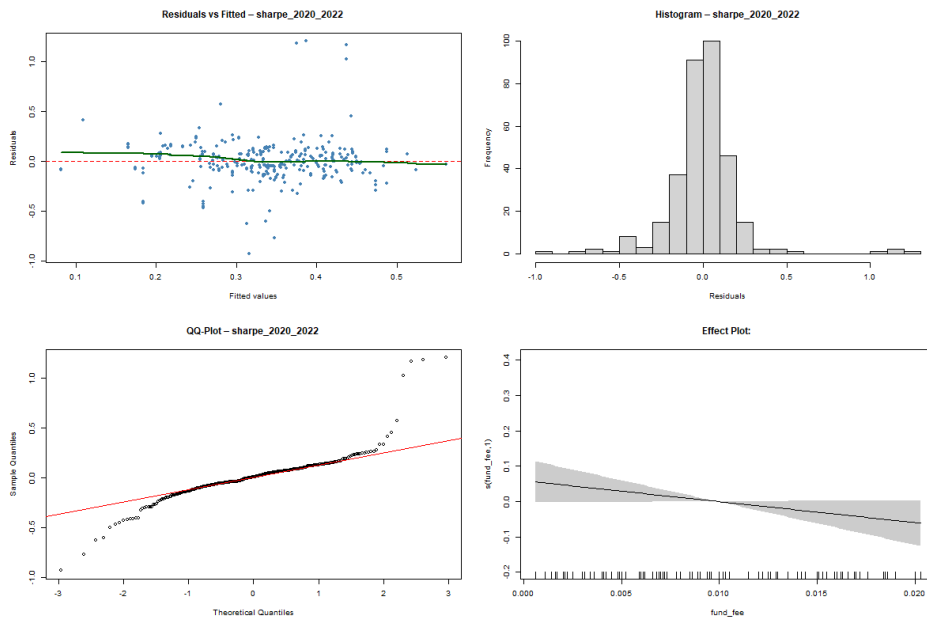 Residuals vs Fitted – sharpe_2020_2022
1.0
0.5
0.0
-0.5
-1.0
Residuals
0.1 0.2 0.3 0.4 0.5
Fitted values
Histogram – sharpe_2020_2022
100
80
60
40
20
0
Frequency
-1.0 -0.5 0.0 0.5 1.0
Residuals
QQ-Plot – sharpe_2020_2022
1.0
0.5
0.0
-0.5
-1.0
Sample Quantiles
-3 -2 -1 0 1 2 3
Theoretical Quantiles
Effect Plot:
0.4
0.3
0.2
0.1
0.0
-0.1
-0.2
s(fund_fee,1)
0.000 0.005 0.010 0.015 0.020
fund_fee